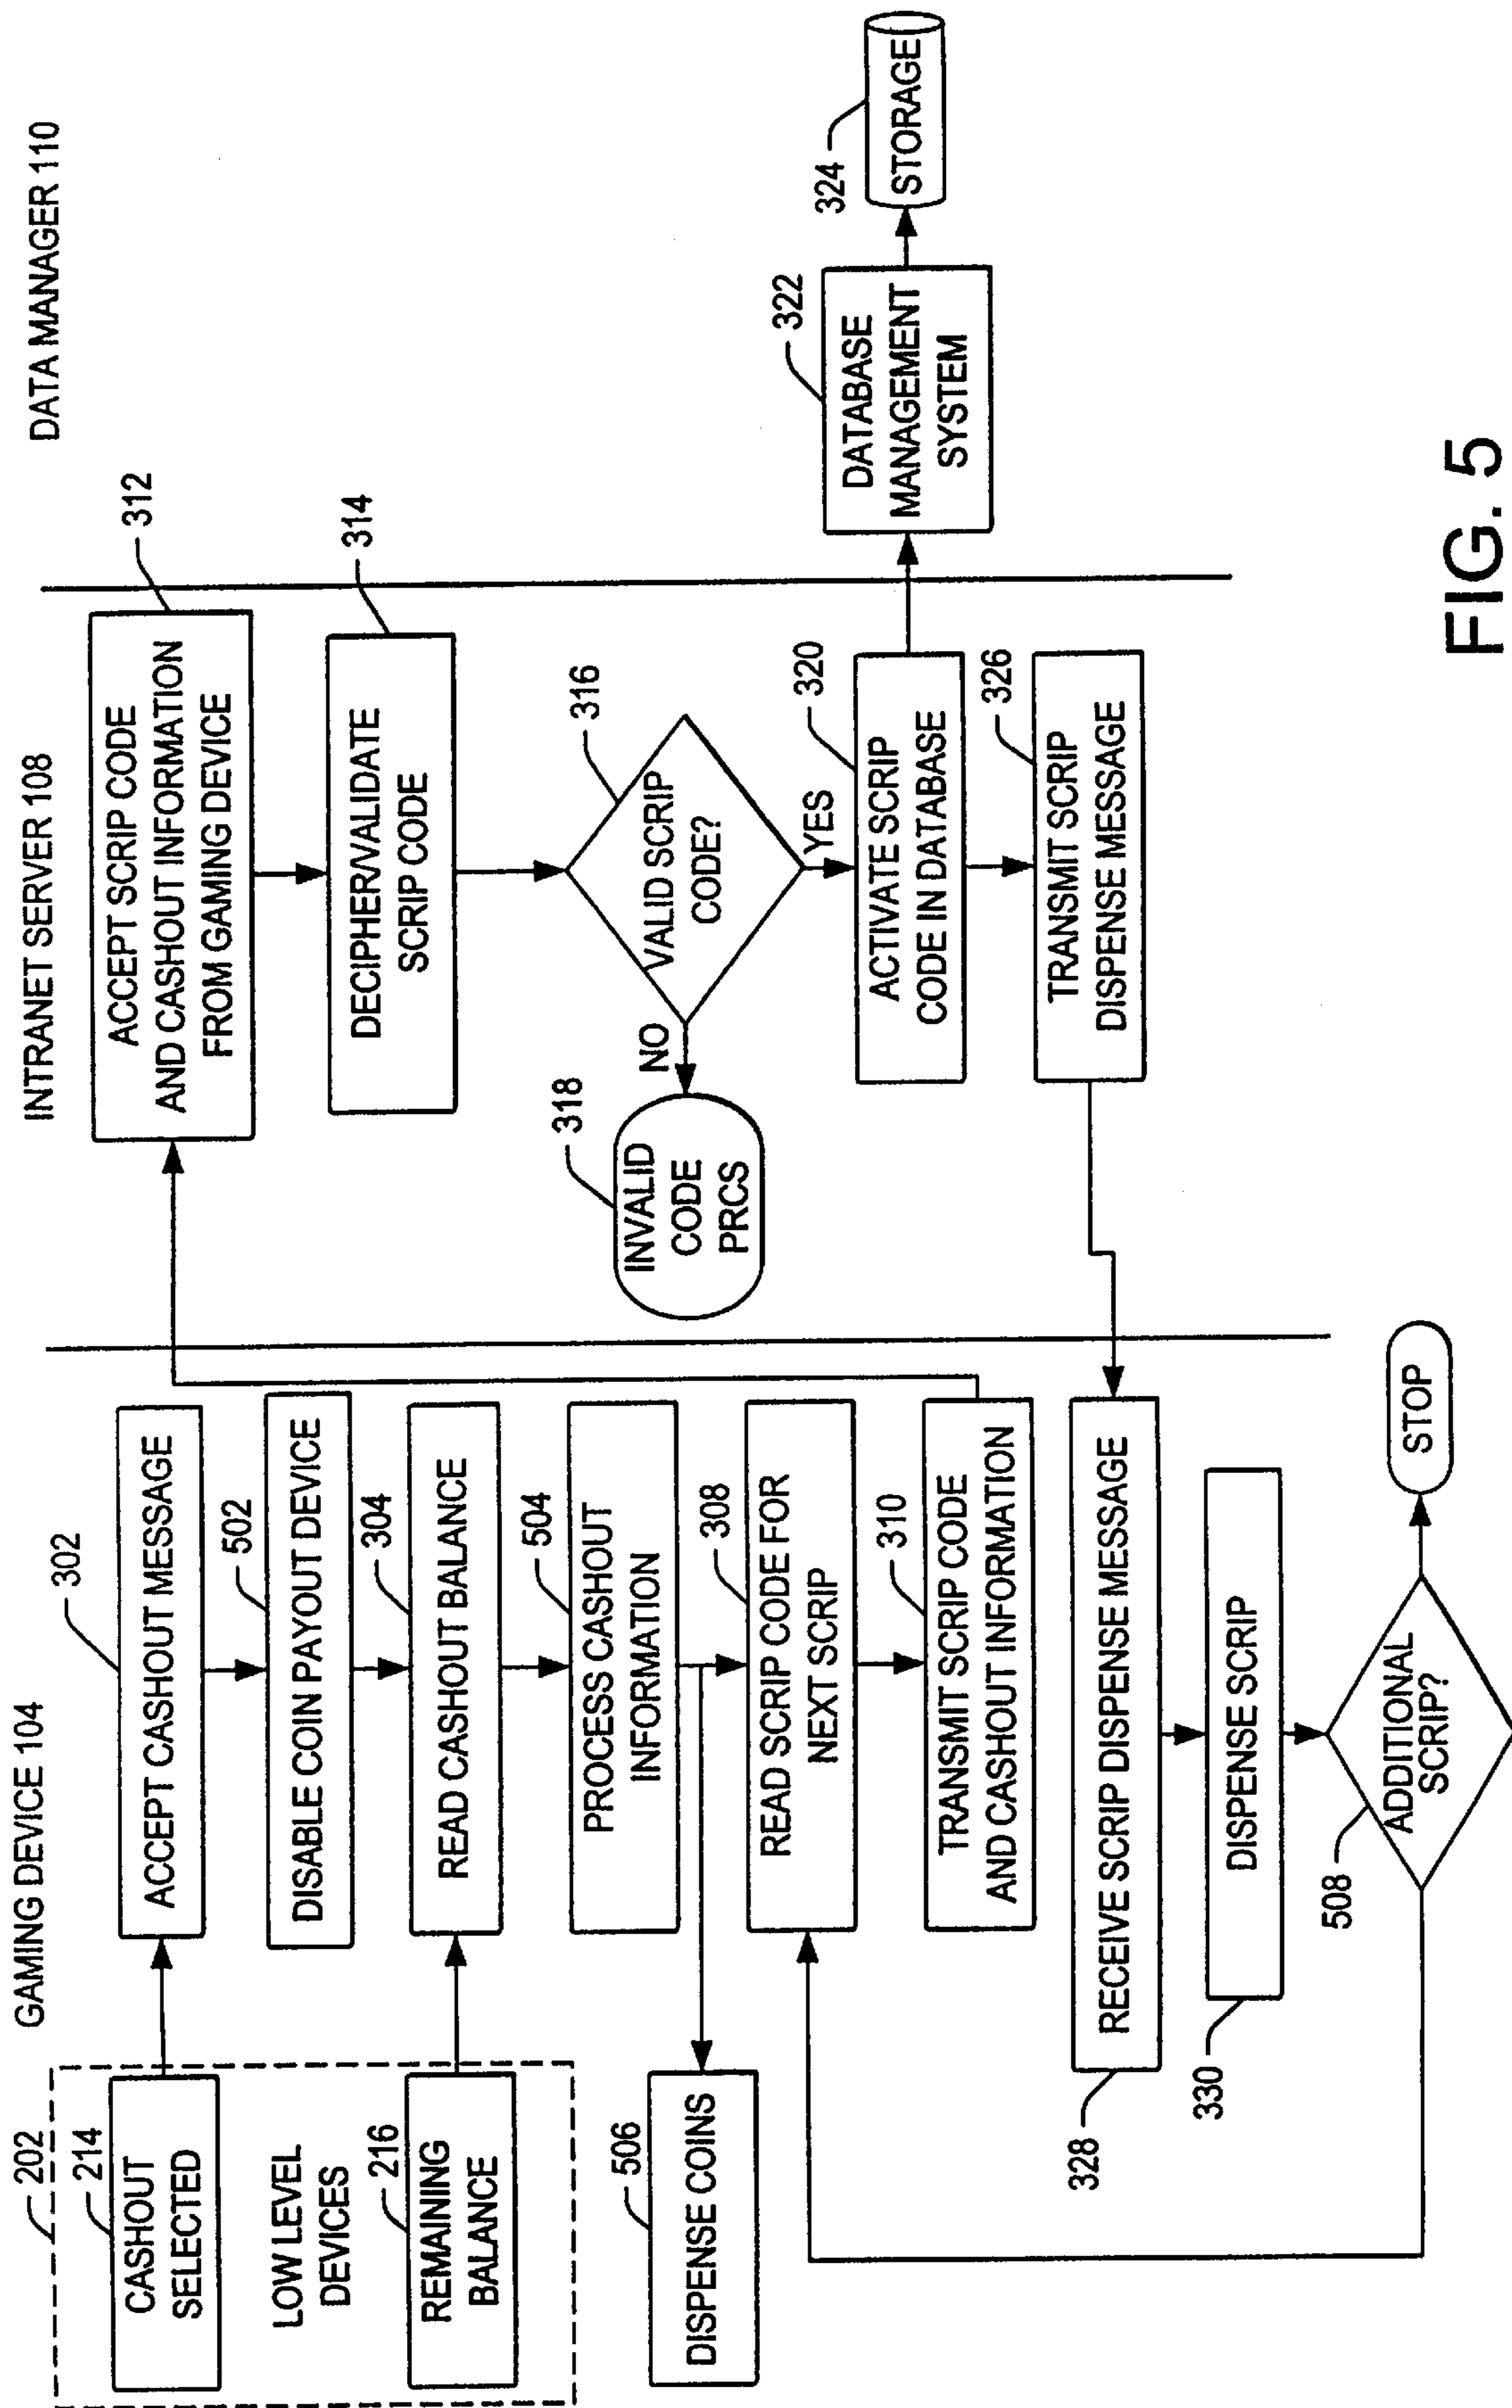 GAMING DEVICE 104
INTRANET SERVER 108
DATA MANAGER 110
202
214
CASHOUT
SELECTED
LOW LEVEL
DEVICES
216
REMAINING
BALANCE
506
DISPENSE COINS
302
ACCEPT CASHOUT MESSAGE
502
DISABLE COIN PAYOUT DEVICE
304
READ CASHOUT BALANCE
504
PROCESS CASHOUT
INFORMATION
308
READ SCRIP CODE FOR
NEXT SCRIP
310
TRANSMIT SCRIP CODE
AND CASHOUT INFORMATION
RECEIVE SCRIP DISPENSE MESSAGE
328
DISPENSE SCRIP
330
ADDITIONAL
SCRIP?
508
STOP
312
ACCEPT SCRIP CODE
AND CASHOUT INFORMATION
FROM GAMING DEVICE
314
DECIPHER/VALIDATE
SCRIP CODE
316
VALID SCRIP
CODE?
NO
YES
318
INVALID
CODE
PRCS
320
ACTIVATE SCRIP
CODE IN DATABASE
326
TRANSMIT SCRIP
DISPENSE MESSAGE
322
DATABASE
MANAGEMENT
SYSTEM
324
STORAGE
FIG. 5